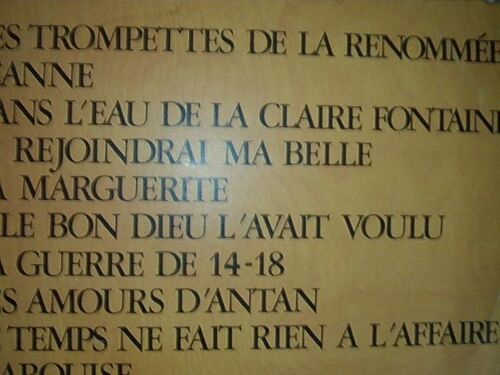 ES TROMPETTES DE LA RENOMMÉE
EANNE
ANS L'EAU DE LA CLAIRE FONTAINE
E REJOINDRAI MA BELLE
A MARGUERITE
I LE BON DIEU L'AVAIT VOULU
A GUERRE DE 14-18
ES AMOURS D'ANTAN
E TEMPS NE FAIT RIEN A L'AFFAIRE
ARQUISE